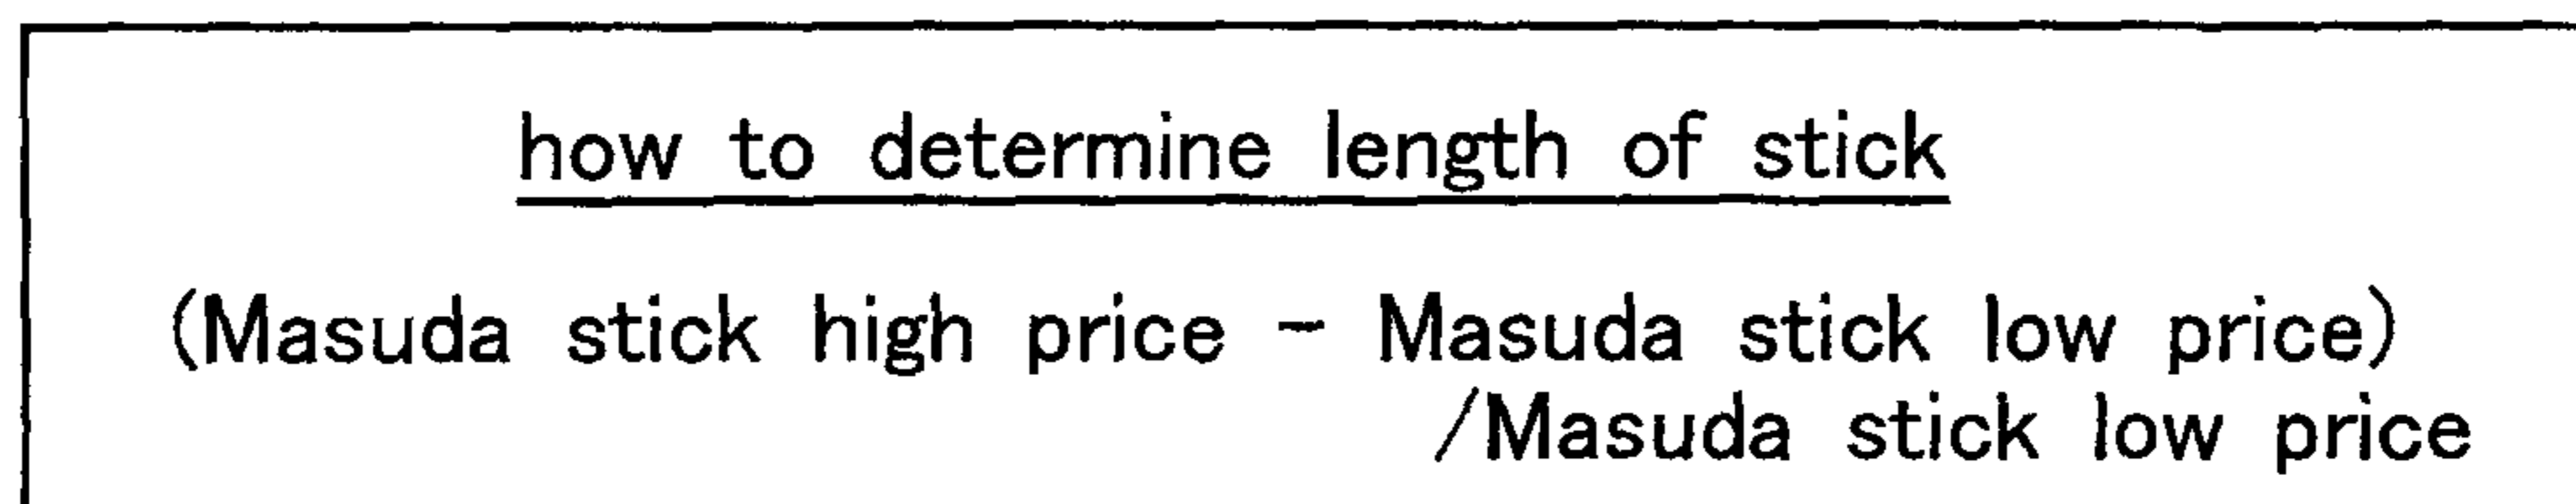 how to determine length of stick
(Masuda stick high price − Masuda stick low price)
/Masuda stick low price